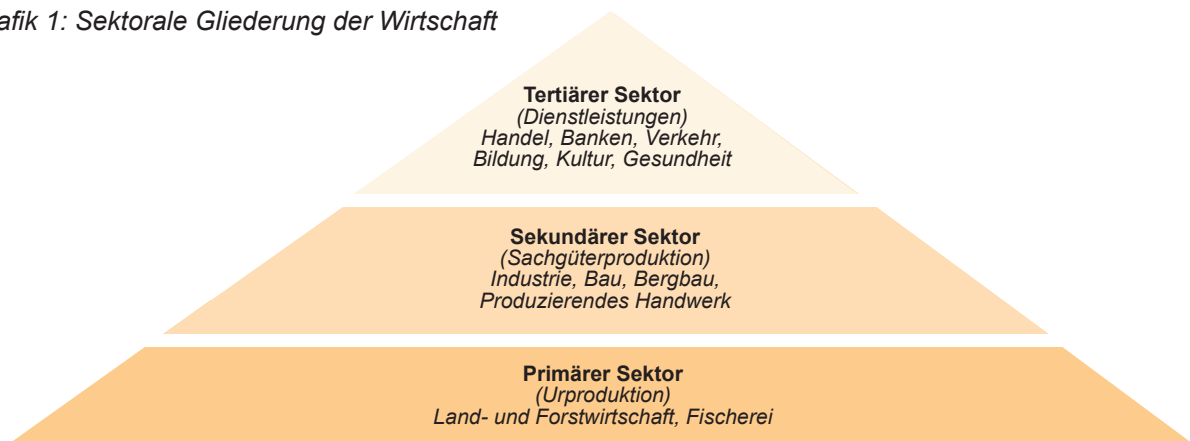 afik 1: Sektorale Gliederung der Wirtschaft
Tertiärer Sektor
(Dienstleistungen)
Handel, Banken, Verkehr,
Bildung, Kultur, Gesundheit
Sekundärer Sektor
(Sachgüterproduktion)
Industrie, Bau, Bergbau,
Produzierendes Handwerk
Primärer Sektor
(Urproduktion)
Land- und Forstwirtschaft, Fischerei